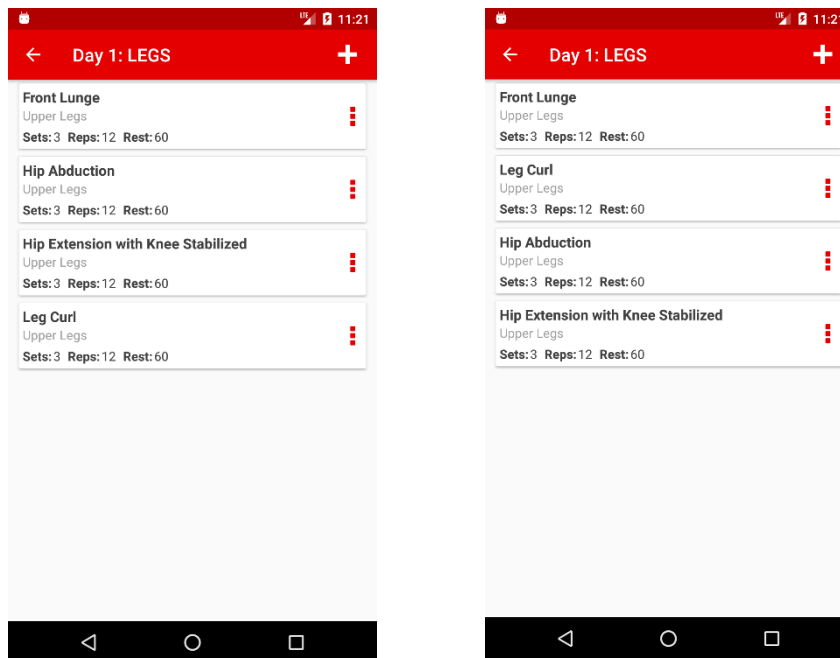 LTE 11:21
Day 1: LEGS
Front Lunge
Upper Legs
Sets: 3 Reps: 12 Rest: 60
Hip Abduction
Upper Legs
Sets: 3 Reps: 12 Rest: 60
Hip Extension with Knee Stabilized
Upper Legs
Sets: 3 Reps: 12 Rest: 60
Leg Curl
Upper Legs
Sets: 3 Reps: 12 Rest: 60
LTE 11:21
Day 1: LEGS
Front Lunge
Upper Legs
Sets: 3 Reps: 12 Rest: 60
Leg Curl
Upper Legs
Sets: 3 Reps: 12 Rest: 60
Hip Abduction
Upper Legs
Sets: 3 Reps: 12 Rest: 60
Hip Extension with Knee Stabilized
Upper Legs
Sets: 3 Reps: 12 Rest: 60